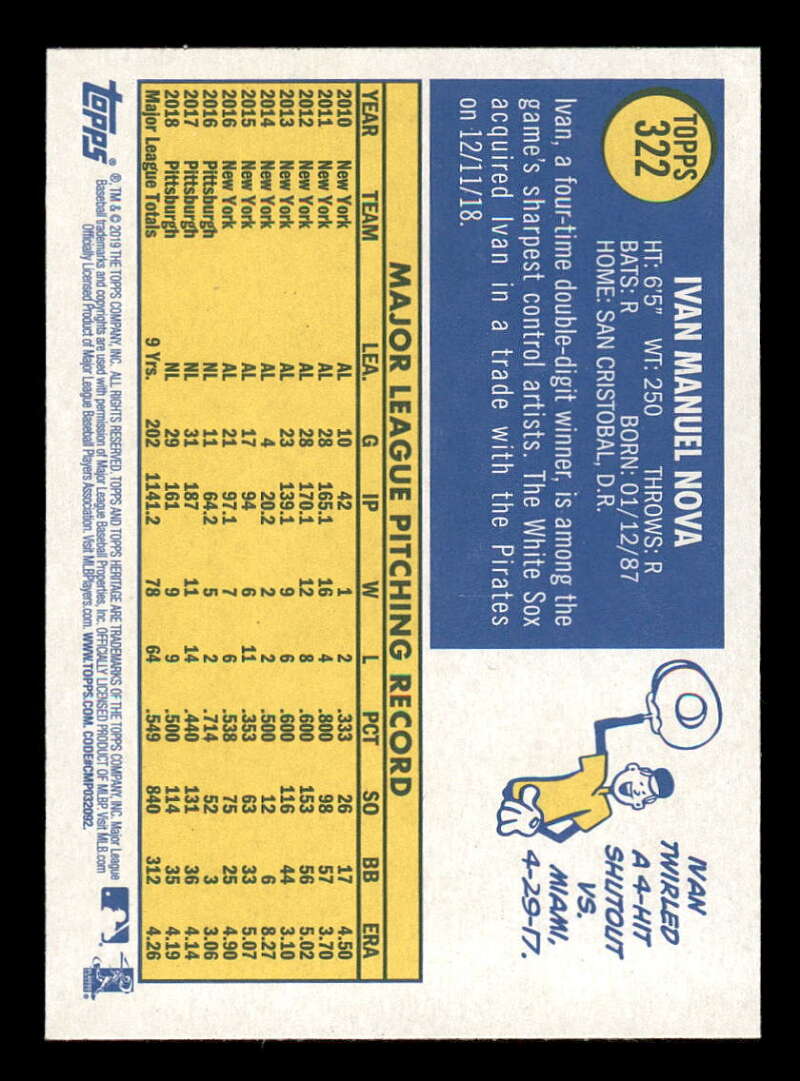 TOPPS
322
IVAN MANUEL NOVA
HT: 6'5" WT: 250 THROWS: R
BATS: R BORN: 01/12/87
HOME: SAN CRISTOBAL, D.R.
Ivan, a four-time double-digit winner, is among the
game's sharpest control artists. The White Sox
acquired Ivan in a trade with the Pirates
on 12/11/18.
IVAN
TWIRLED
A 4-HIT
SHUTOUT
VS.
MIAMI,
4-29-17.
MAJOR LEAGUE PITCHING RECORD
YEAR TEAM LEA. G IP W L PCT SO BB ERA
2010 New York AL 10 42 1 2 .333 26 17 4.50
2011 New York AL 28 165.1 16 4 .800 98 57 3.70
2012 New York AL 28 170.1 12 8 .600 153 56 5.02
2013 New York AL 23 139.1 9 6 .600 116 44 3.10
2014 New York AL 4 20.2 2 2 .500 12 6 8.27
2015 New York AL 17 94 6 11 .353 63 33 5.07
2016 New York AL 21 97.1 7 6 .538 75 25 4.90
2016 Pittsburgh NL 11 64.2 5 2 .714 52 3 3.06
2017 Pittsburgh NL 31 187 11 14 .440 131 36 4.14
2018 Pittsburgh NL 29 161 9 9 .500 114 35 4.19
Major League Totals 9 Yrs. 202 1141.2 78 64 .549 840 312 4.26
topps®
®, TM & © 2019 THE TOPPS COMPANY, INC. ALL RIGHTS RESERVED. TOPPS AND TOPPS HERITAGE ARE TRADEMARKS OF THE TOPPS COMPANY, INC. Major League
Baseball trademarks and copyrights are used with permission of Major League Baseball Properties, Inc. OFFICIALLY LICENSED PRODUCT OF MLBP. Visit MLB.com
Officially Licensed Product of Major League Baseball Players Association. Visit MLBPlayers.com. WWW.TOPPS.COM. CODE#CMP032092.